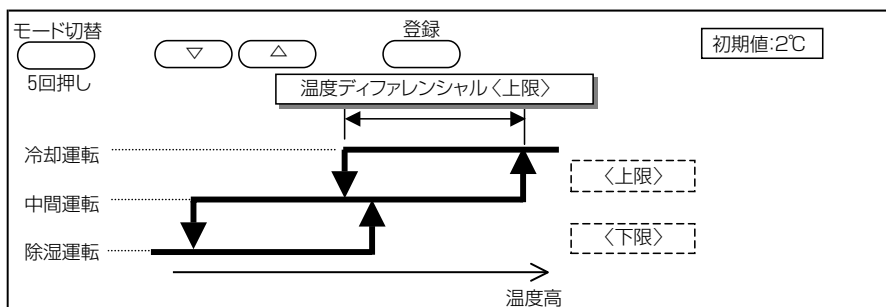 モード切替
登録
初期値:2℃
▽
△
5回押し
温度ディファレンシャル〈上限〉
冷却運転
〈上限〉
中間運転
〈下限〉
除湿運転
温度高